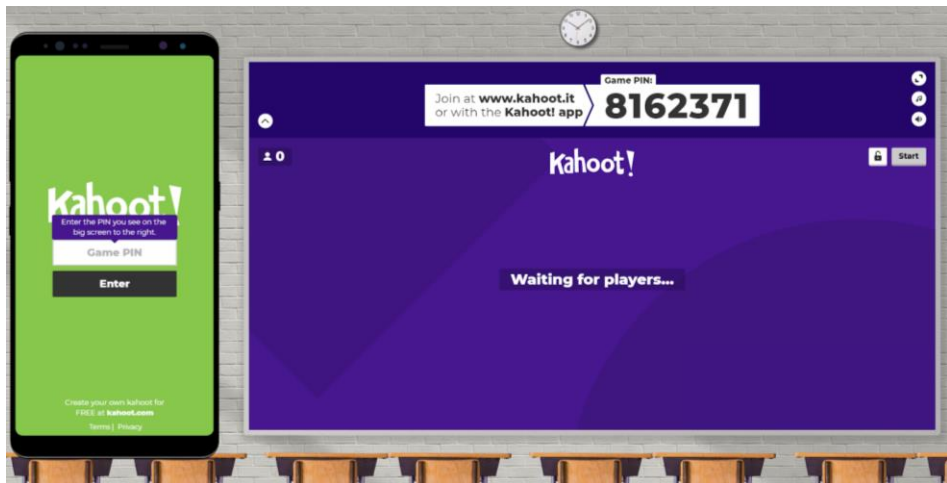 Kahoot!
Enter the PIN you see on the
big screen to the right.
Game PIN
Enter
Create your own kahoot for
FREE at kahoot.com
Terms | Privacy
Game PIN:
Join at www.kahoot.it
or with the Kahoot! app
8162371
0
Kahoot!
Start
Waiting for players...